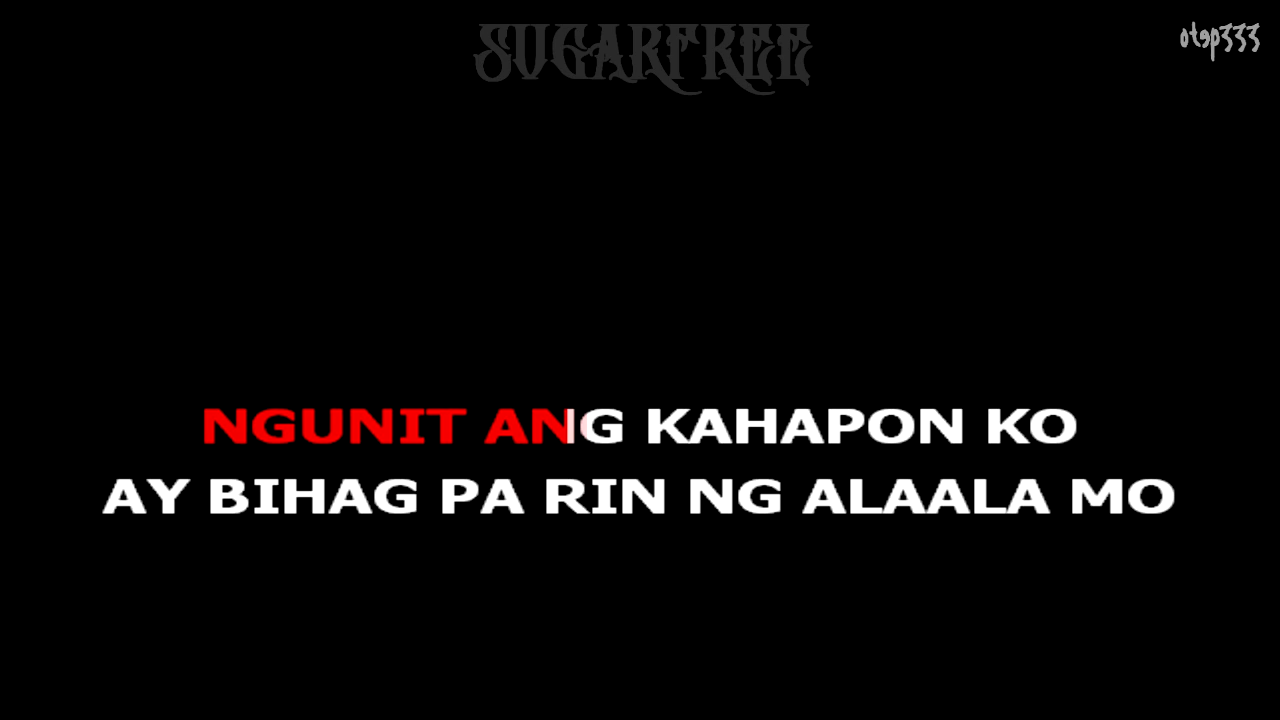 SUGARFREE
otep333
NGUNIT ANG KAHAPON KO
AY BIHAG PA RIN NG ALAALA MO